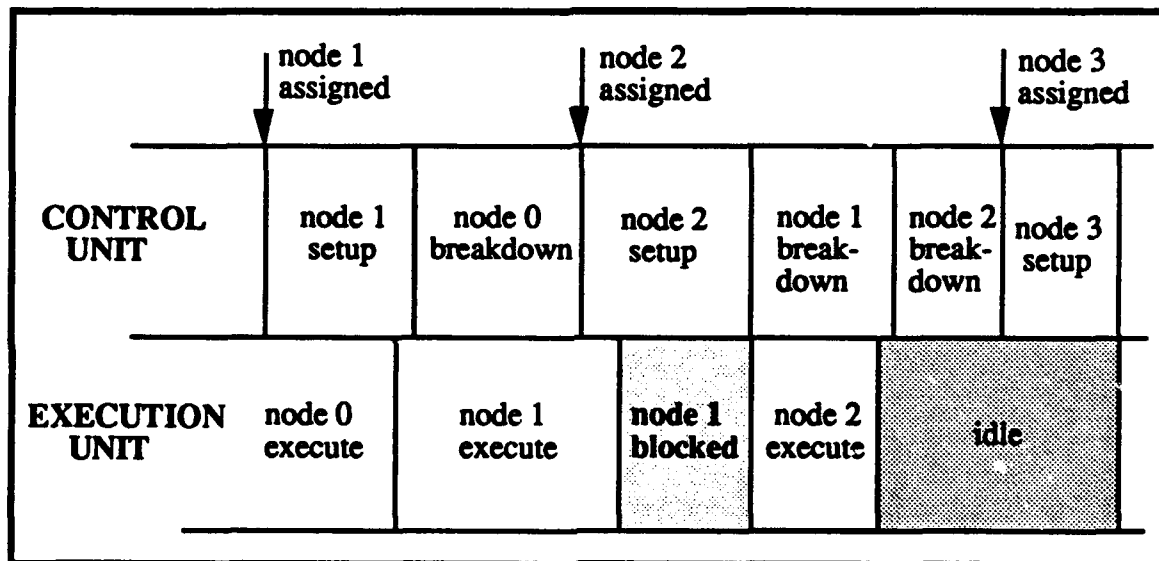 node 1
assigned
node 2
assigned
node 3
assigned
CONTROL
UNIT
node 1
setup
node 0
breakdown
node 2
setup
node 1
break-
down
node 2
break-
down
node 3
setup
EXECUTION
UNIT
node 0
execute
node 1
execute
node 1
blocked
node 2
execute
idle